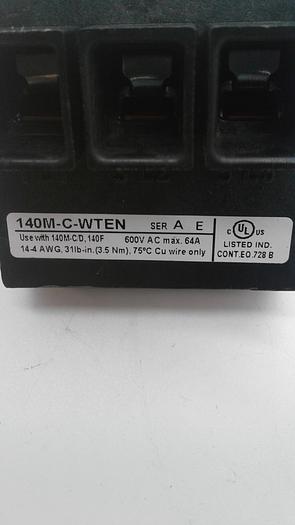 140M-C-WTEN SER A E
Use with 140M-C/D, 140F 600V AC max. 64A
14-4 AWG, 31lb-in. (3.5 Nm), 75ºC Cu wire only
C UL US
LISTED IND.
CONT.EQ.728 B